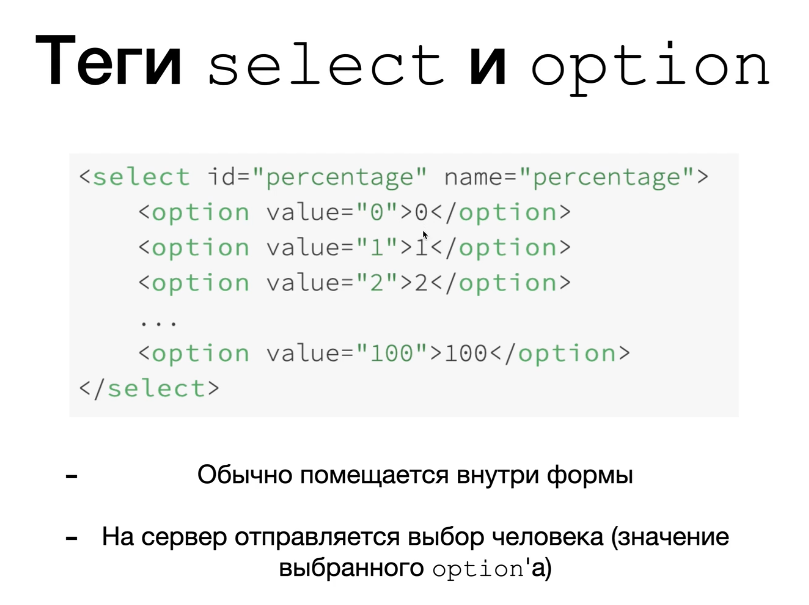 Теги select и option
<select id="percentage" name="percentage">
<option value="0">0</option>
<option value="1">1</option>
<option value="2">2</option>
...
<option value="100">100</option>
</select>
- Обычно помещается внутри формы
- На сервер отправляется выбор человека (значение
выбранного option'а)